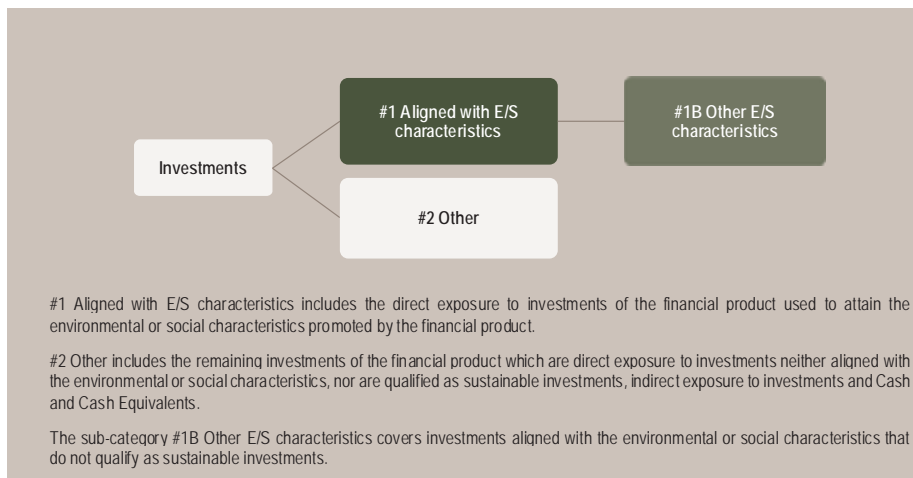 #1 Aligned with E/S
characteristics
#1B Other E/S
characteristics
Investments
#2 Other
#1 Aligned with E/S characteristics includes the direct exposure to investments of the financial product used to attain the
environmental or social characteristics promoted by the financial product.
#2 Other includes the remaining investments of the financial product which are direct exposure to investments neither aligned with
the environmental or social characteristics, nor are qualified as sustainable investments, indirect exposure to investments and Cash
and Cash Equivalents.
The sub-category #1B Other E/S characteristics covers investments aligned with the environmental or social characteristics that
do not qualify as sustainable investments.